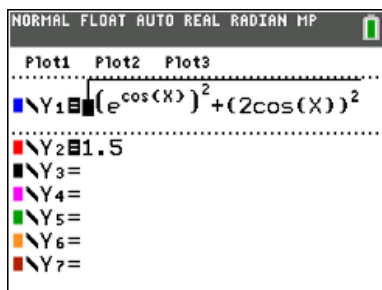 NORMAL FLOAT AUTO REAL RADIAN MP
Plot1 Plot2 Plot3
\Y₁=√((e^cos(X))²+(2cos(X))²
\Y₂=1.5
\Y₃=
\Y₄=
\Y₅=
\Y₆=
\Y₇=